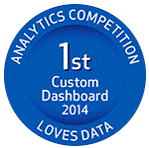 ANALYTICS COMPETITION
1st
Custom
Dashboard
2014
LOVES DATA